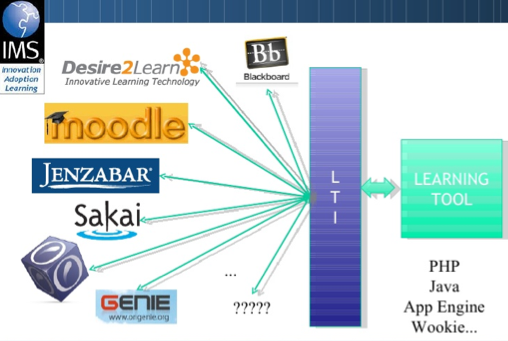 IMS
Innovation
Adoption
Learning
Desire2Learn
Innovative Learning Technology
Bb
Blackboard
moodle
JENZABAR
Sakai
GENIE
www.ongenie.org
...
?????
L
T
I
LEARNING
TOOL
PHP
Java
App Engine
Wookie...